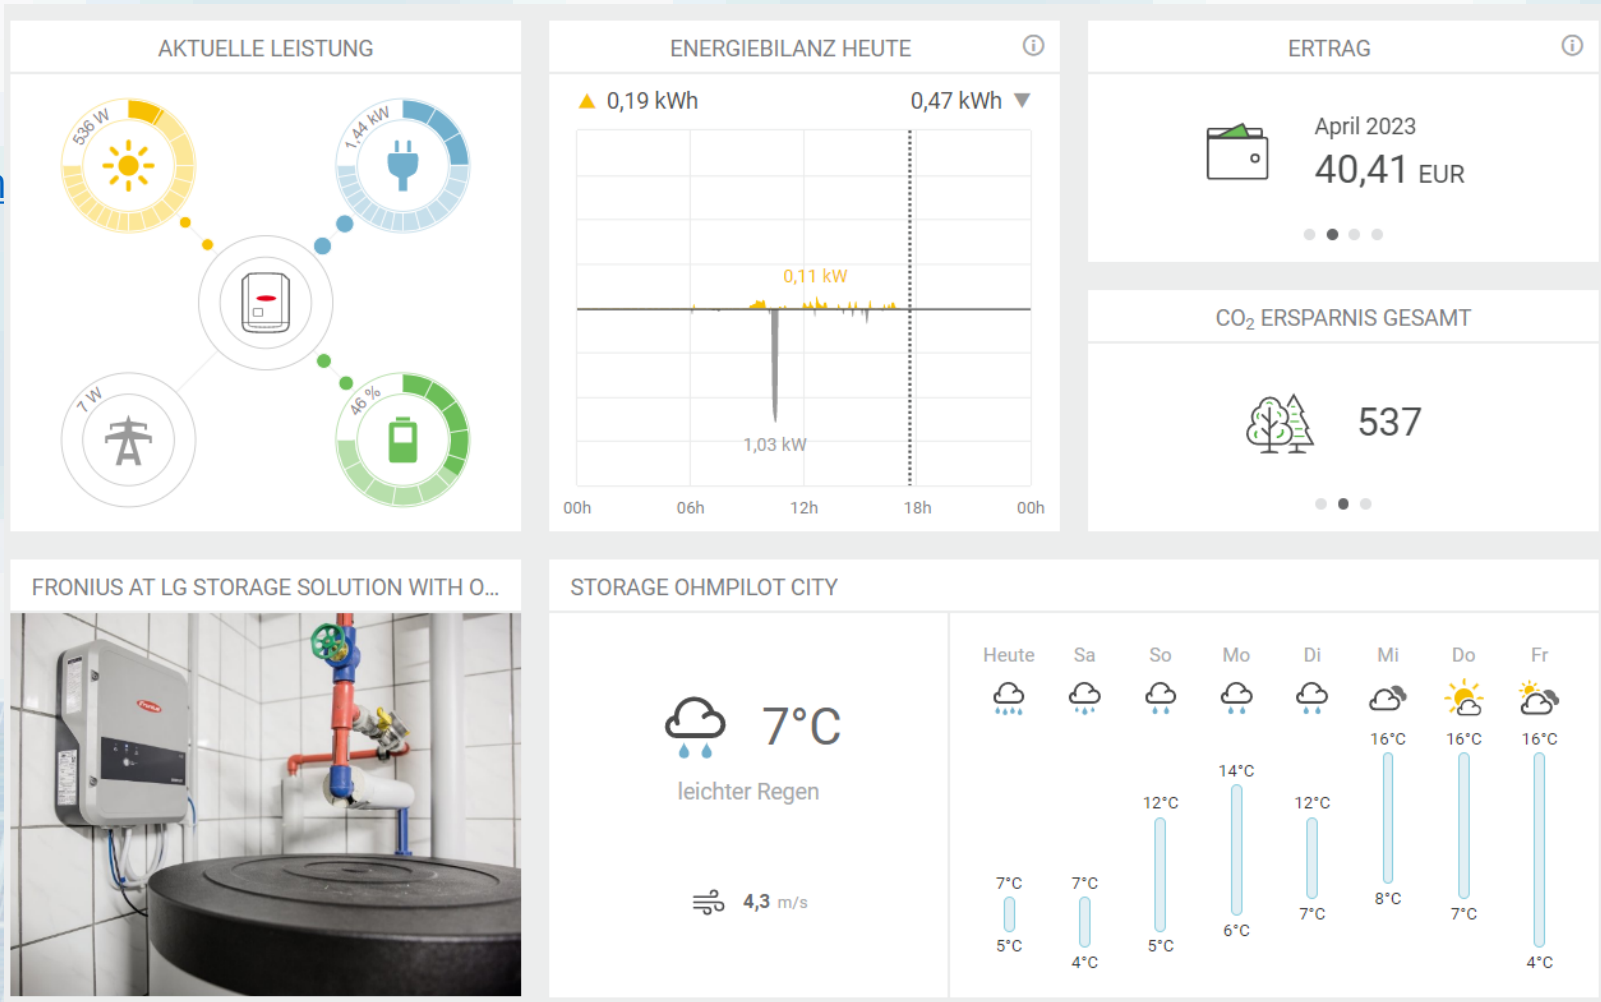 AKTUELLE LEISTUNG
536 W
1,44 kW
7 W
46 %
ENERGIEBILANZ HEUTE
0,19 kWh
0,47 kWh
0,11 kW
1,03 kW
00h 06h 12h 18h 00h
ERTRAG
April 2023
40,41 EUR
CO₂ ERSPARNIS GESAMT
537
FRONIUS AT LG STORAGE SOLUTION WITH O...
Fronius
STORAGE OHMPILOT CITY
7°C
leichter Regen
4,3 m/s
Heute Sa So Mo Di Mi Do Fr
16°C 16°C 16°C
14°C
12°C 12°C
7°C 7°C
8°C
7°C 7°C
6°C
5°C 5°C
4°C 4°C